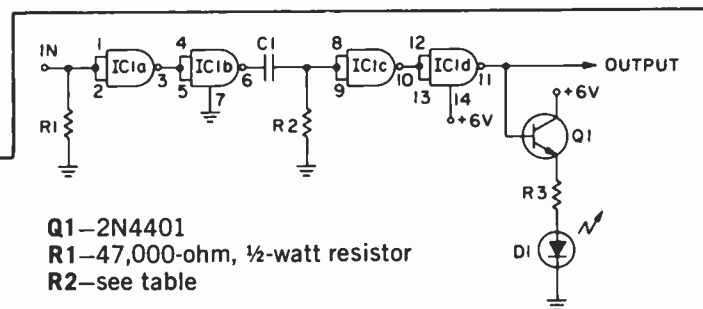 IN
1
2
IC1a
3
4
5
IC1b
6
7
C1
8
9
IC1c
10
12
13
IC1d
11
14
+6V
OUTPUT
+6V
Q1
R1
R2
R3
D1
Q1–2N4401
R1–47,000-ohm, ½-watt resistor
R2–see table